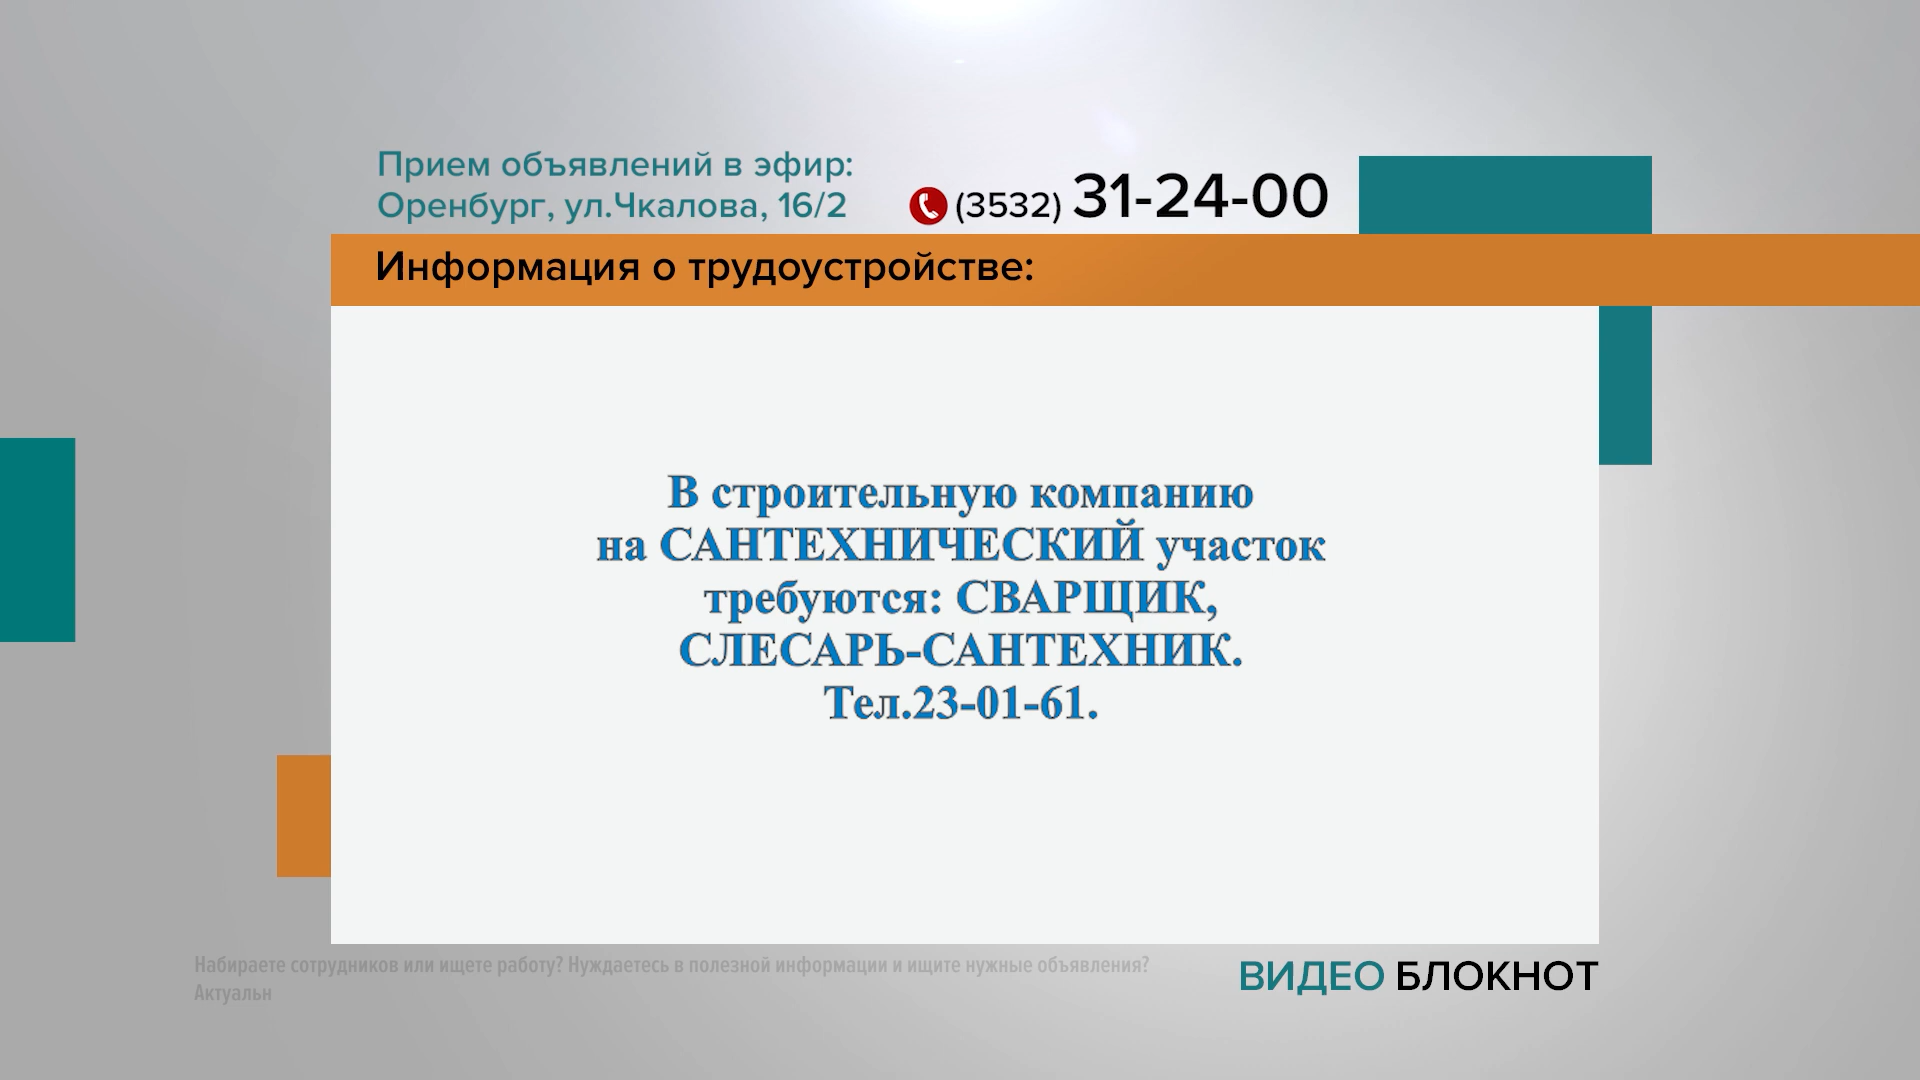 Прием объявлений в эфир:
Оренбург, ул.Чкалова, 16/2
(3532) 31-24-00
Информация о трудоустройстве:
В строительную компанию
на САНТЕХНИЧЕСКИЙ участок
требуются: СВАРЩИК,
СЛЕСАРЬ-САНТЕХНИК.
Тел.23-01-61.
Набираете сотрудников или ищете работу? Нуждаетесь в полезной информации и ищите нужные объявления?
Актуальн
ВИДЕО БЛОКНОТ